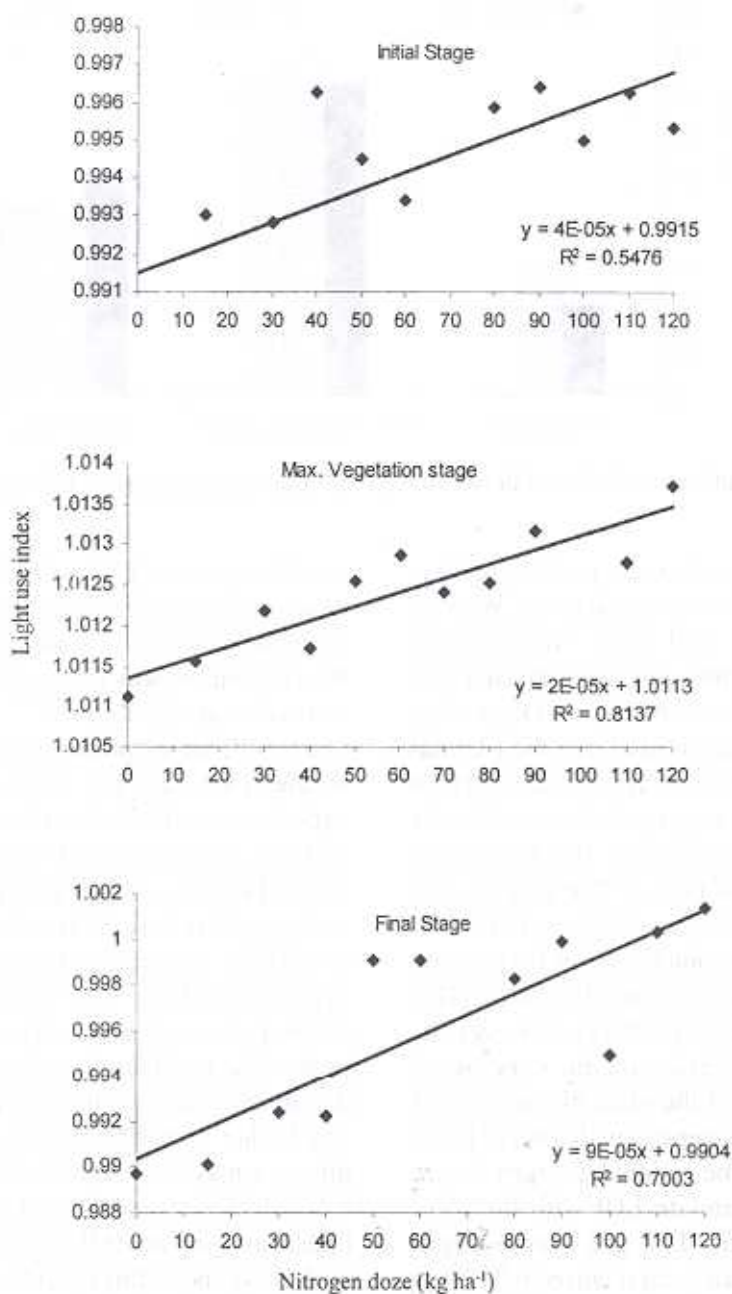 Initial Stage
0.998
0.997
0.996
0.995
0.994
0.993
0.992
0.991
y = 4E-05x + 0.9915
R² = 0.5476
0 10 20 30 40 50 60 70 80 90 100 110 120
Light use index
Max. Vegetation stage
1.014
1.0135
1.013
1.0125
1.012
1.0115
1.011
1.0105
y = 2E-05x + 1.0113
R² = 0.8137
0 10 20 30 40 50 60 70 80 90 100 110 120
Final Stage
1.002
1
0.998
0.996
0.994
0.992
0.99
0.988
y = 9E-05x + 0.9904
R² = 0.7003
0 10 20 30 40 50 60 70 80 90 100 110 120
Nitrogen doze (kg ha⁻¹)